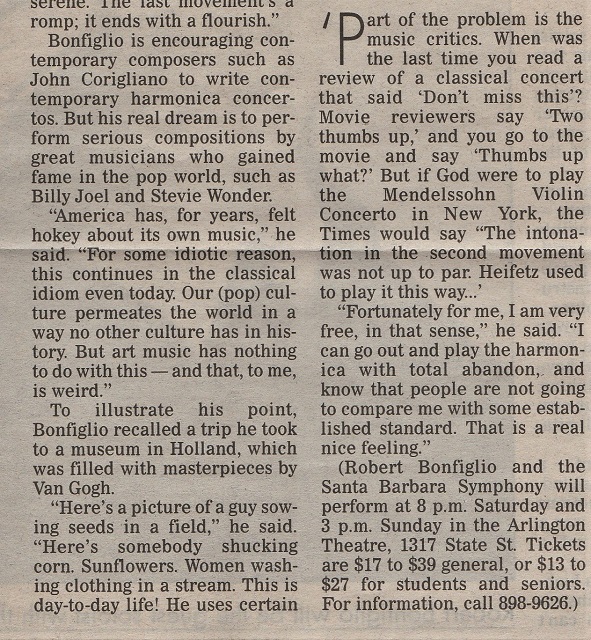 serene. The last movement's a
romp; it ends with a flourish.”
Bonfiglio is encouraging con-
temporary composers such as
John Corigliano to write con-
temporary harmonica concer-
tos. But his real dream is to per-
form serious compositions by
great musicians who gained
fame in the pop world, such as
Billy Joel and Stevie Wonder.
“America has, for years, felt
hokey about its own music,” he
said. “For some idiotic reason,
this continues in the classical
idiom even today. Our (pop) cul-
ture permeates the world in a
way no other culture has in his-
tory. But art music has nothing
to do with this — and that, to me,
is weird.”
To illustrate his point,
Bonfiglio recalled a trip he took
to a museum in Holland, which
was filled with masterpieces by
Van Gogh.
“Here's a picture of a guy sow-
ing seeds in a field,” he said.
“Here's somebody shucking
corn. Sunflowers. Women wash-
ing clothing in a stream. This is
day-to-day life! He uses certain
‘Part of the problem is the
music critics. When was
the last time you read a
review of a classical concert
that said ‘Don't miss this’?
Movie reviewers say ‘Two
thumbs up,’ and you go to the
movie and say ‘Thumbs up
what?’ But if God were to play
the Mendelssohn Violin
Concerto in New York, the
Times would say “The intona-
tion in the second movement
was not up to par. Heifetz used
to play it this way...’
“Fortunately for me, I am very
free, in that sense,” he said. “I
can go out and play the harmon-
ica with total abandon, and
know that people are not going
to compare me with some estab-
lished standard. That is a real
nice feeling.”
(Robert Bonfiglio and the
Santa Barbara Symphony will
perform at 8 p.m. Saturday and
3 p.m. Sunday in the Arlington
Theatre, 1317 State St. Tickets
are $17 to $39 general, or $13 to
$27 for students and seniors.
For information, call 898-9626.)